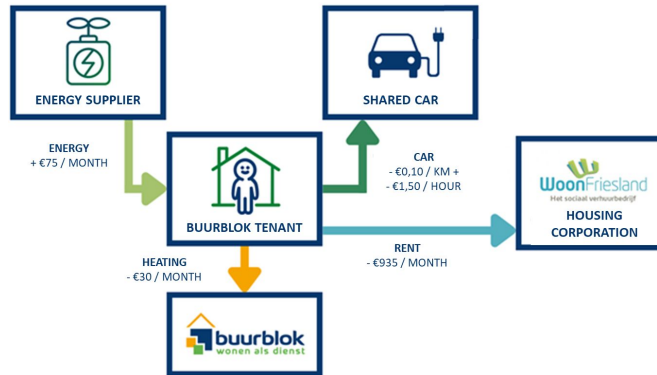 ENERGY SUPPLIER
SHARED CAR
ENERGY
+ €75 / MONTH
CAR
- €0,10 / KM +
- €1,50 / HOUR
WoonFriesland
Het sociaal verhuurbedrijf
HOUSING
CORPORATION
BUURBLOK TENANT
RENT
- €935 / MONTH
HEATING
- €30 / MONTH
buurblok
wonen als dienst